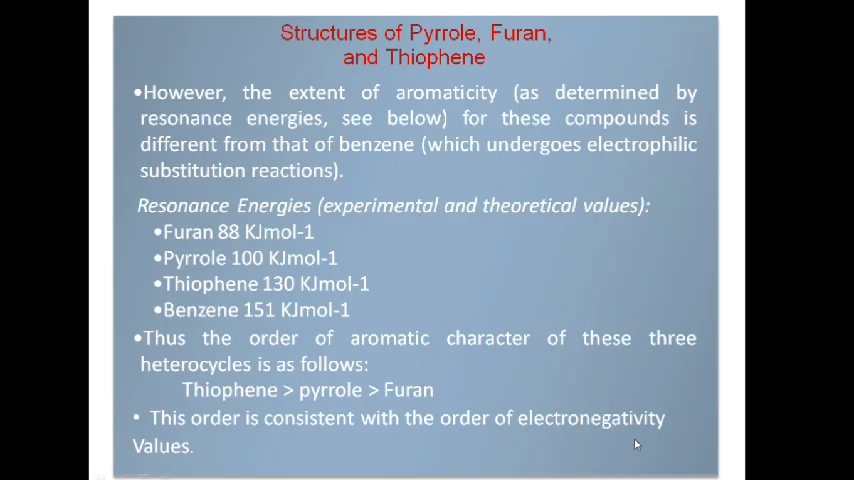 Structures of Pyrrole, Furan,
and Thiophene
•However, the extent of aromaticity (as determined by
resonance energies, see below) for these compounds is
different from that of benzene (which undergoes electrophilic
substitution reactions).
Resonance Energies (experimental and theoretical values):
•Furan 88 KJmol-1
•Pyrrole 100 KJmol-1
•Thiophene 130 KJmol-1
•Benzene 151 KJmol-1
•Thus the order of aromatic character of these three
heterocycles is as follows:
Thiophene > pyrrole > Furan
• This order is consistent with the order of electronegativity
Values.